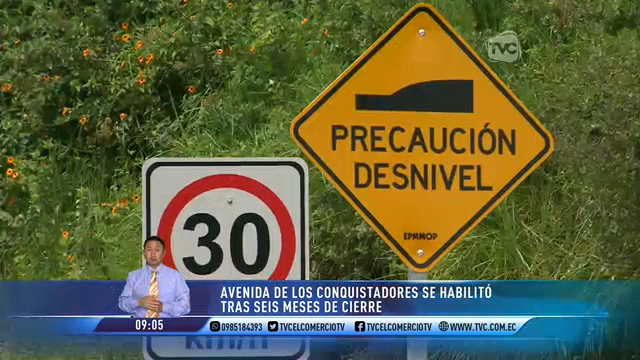 TVC
PRECAUCIÓN
DESNIVEL
EPMMOP
30
KM/H
AVENIDA DE LOS CONQUISTADORES SE HABILITÓ
TRAS SEIS MESES DE CIERRE
09:05
0985184393 TVCELCOMERCIOTV TVCELCOMERCIOTV WWW.TVC.COM.EC